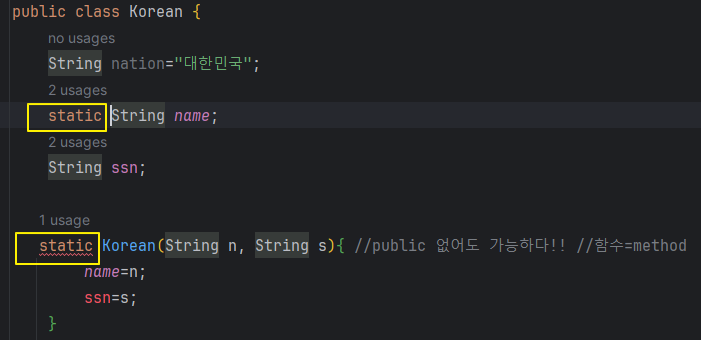 public class Korean {
no usages
String nation="대한민국";
2 usages
static String name;
2 usages
String ssn;
1 usage
static Korean(String n, String s){ //public 없어도 가능하다!! //함수=method
name=n;
ssn=s;
}